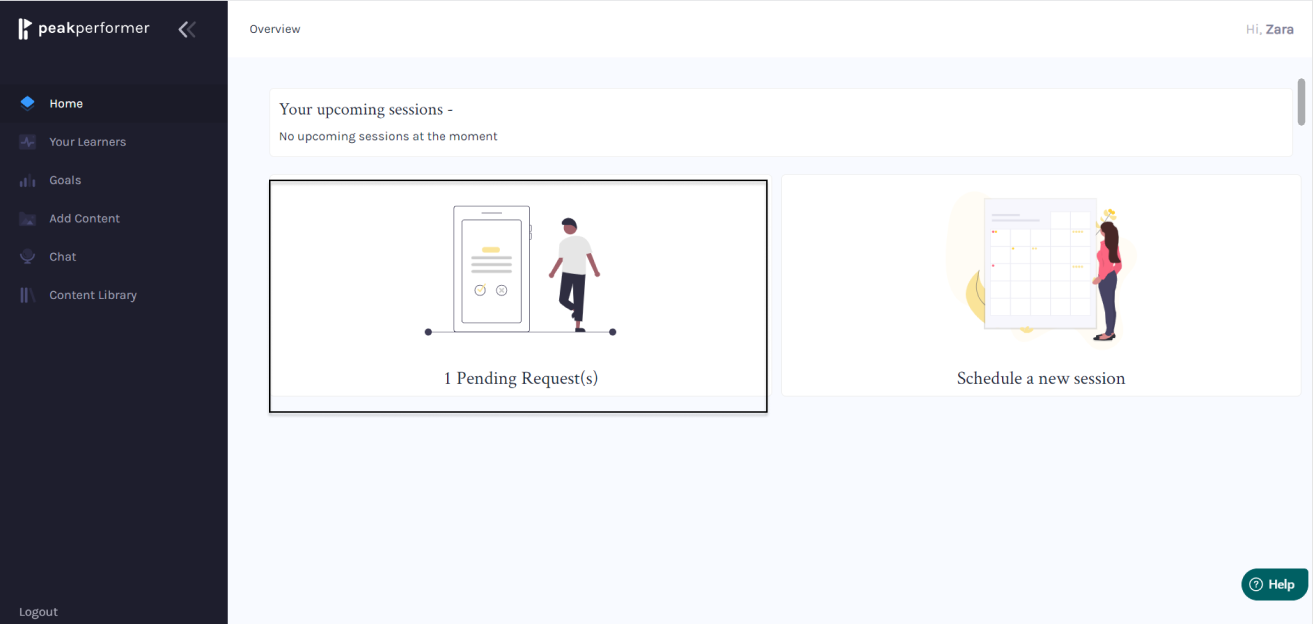 peakperformer
Overview
Hi, Zara
Home
Your Learners
Goals
Add Content
Chat
Content Library
Logout
Your upcoming sessions -
No upcoming sessions at the moment
1 Pending Request(s)
Schedule a new session
? Help